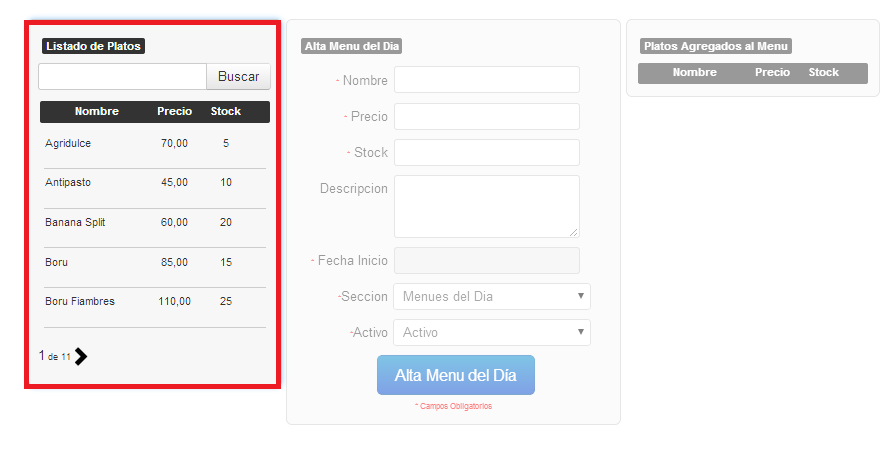 Listado de Platos
Buscar
Nombre Precio Stock
Agridulce 70,00 5
Antipasto 45,00 10
Banana Split 60,00 20
Boru 85,00 15
Boru Fiambres 110,00 25
1 de 11
Alta Menu del Dia
- Nombre
- Precio
- Stock
Descripcion
- Fecha Inicio
-Seccion Menues del Dia
-Activo Activo
Alta Menu del Día
* Campos Obligatorios
Platos Agregados al Menu
Nombre Precio Stock